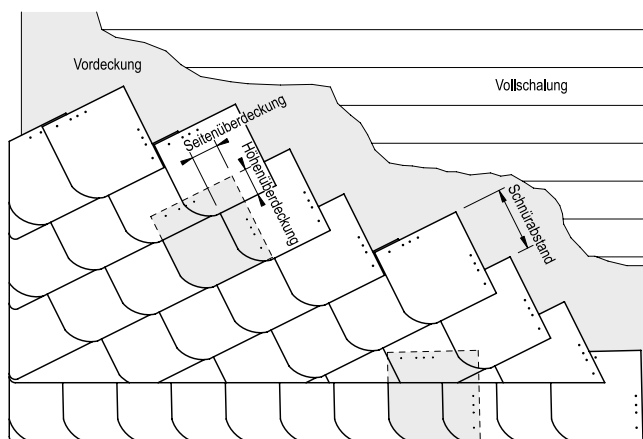 Vordeckung
Vollschalung
Seitenüberdeckung
Höhenüberdeckung
Schnürabstand